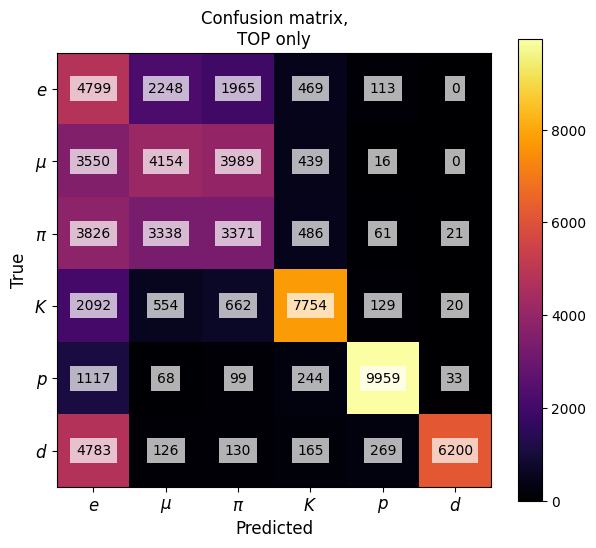 Confusion matrix,
TOP only
True
e 4799 2248 1965 469 113 0
μ 3550 4154 3989 439 16 0
π 3826 3338 3371 486 61 21
K 2092 554 662 7754 129 20
p 1117 68 99 244 9959 33
d 4783 126 130 165 269 6200
e μ π K p d
Predicted
8000
6000
4000
2000
0